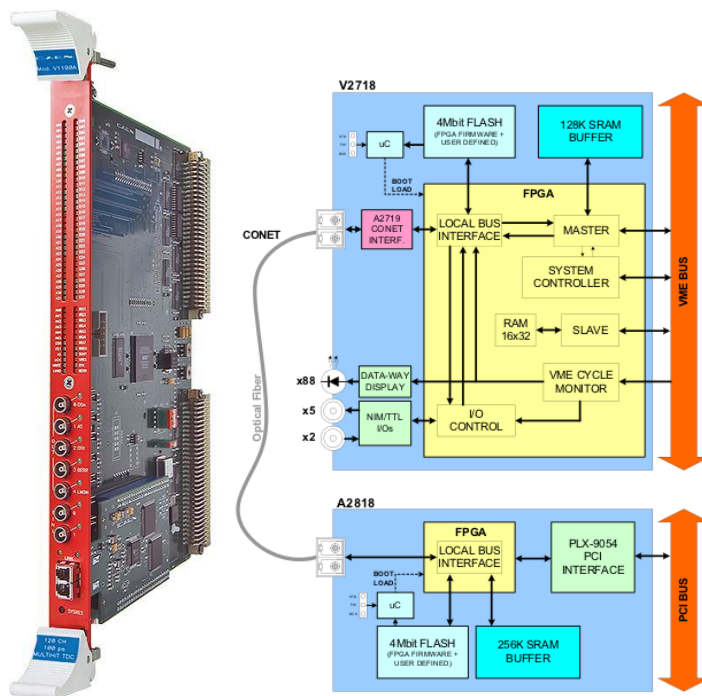 CAEN
Mod. V1190A
LINK
SYSRES
128 CH
100 ps
MULTIHIT TDC
V2718
4Mbit FLASH
(FPGA FIRMWARE +
USER DEFINED)
128K SRAM
BUFFER
uC
BOOT
LOAD
FPGA
CONET
A2719
CONET
INTERF.
LOCAL BUS
INTERFACE
MASTER
SYSTEM
CONTROLLER
VME BUS
RAM
16x32
SLAVE
Optical Fiber
x88
DATA-WAY
DISPLAY
VME CYCLE
MONITOR
x5
NIM/TTL
I/Os
I/O
CONTROL
x2
A2818
FPGA
LOCAL BUS
INTERFACE
PLX-9054
PCI
INTERFACE
BOOT
LOAD
uC
PCI BUS
4Mbit FLASH
(FPGA FIRMWARE +
USER DEFINED)
256K SRAM
BUFFER